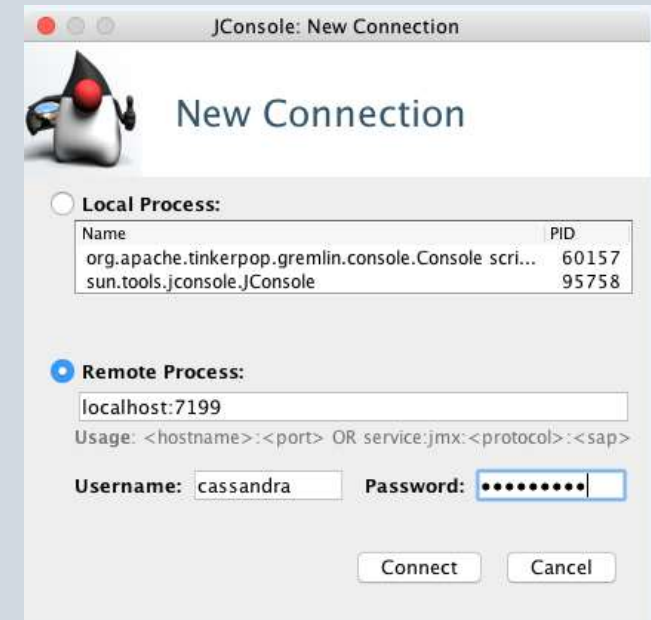 JConsole: New Connection
New Connection
Local Process:
Name PID
org.apache.tinkerpop.gremlin.console.Console scri... 60157
sun.tools.jconsole.JConsole 95758
Remote Process:
localhost:7199
Usage: <hostname>:<port> OR service:jmx:<protocol>:<sap>
Username: cassandra Password: •••••••••
Connect Cancel